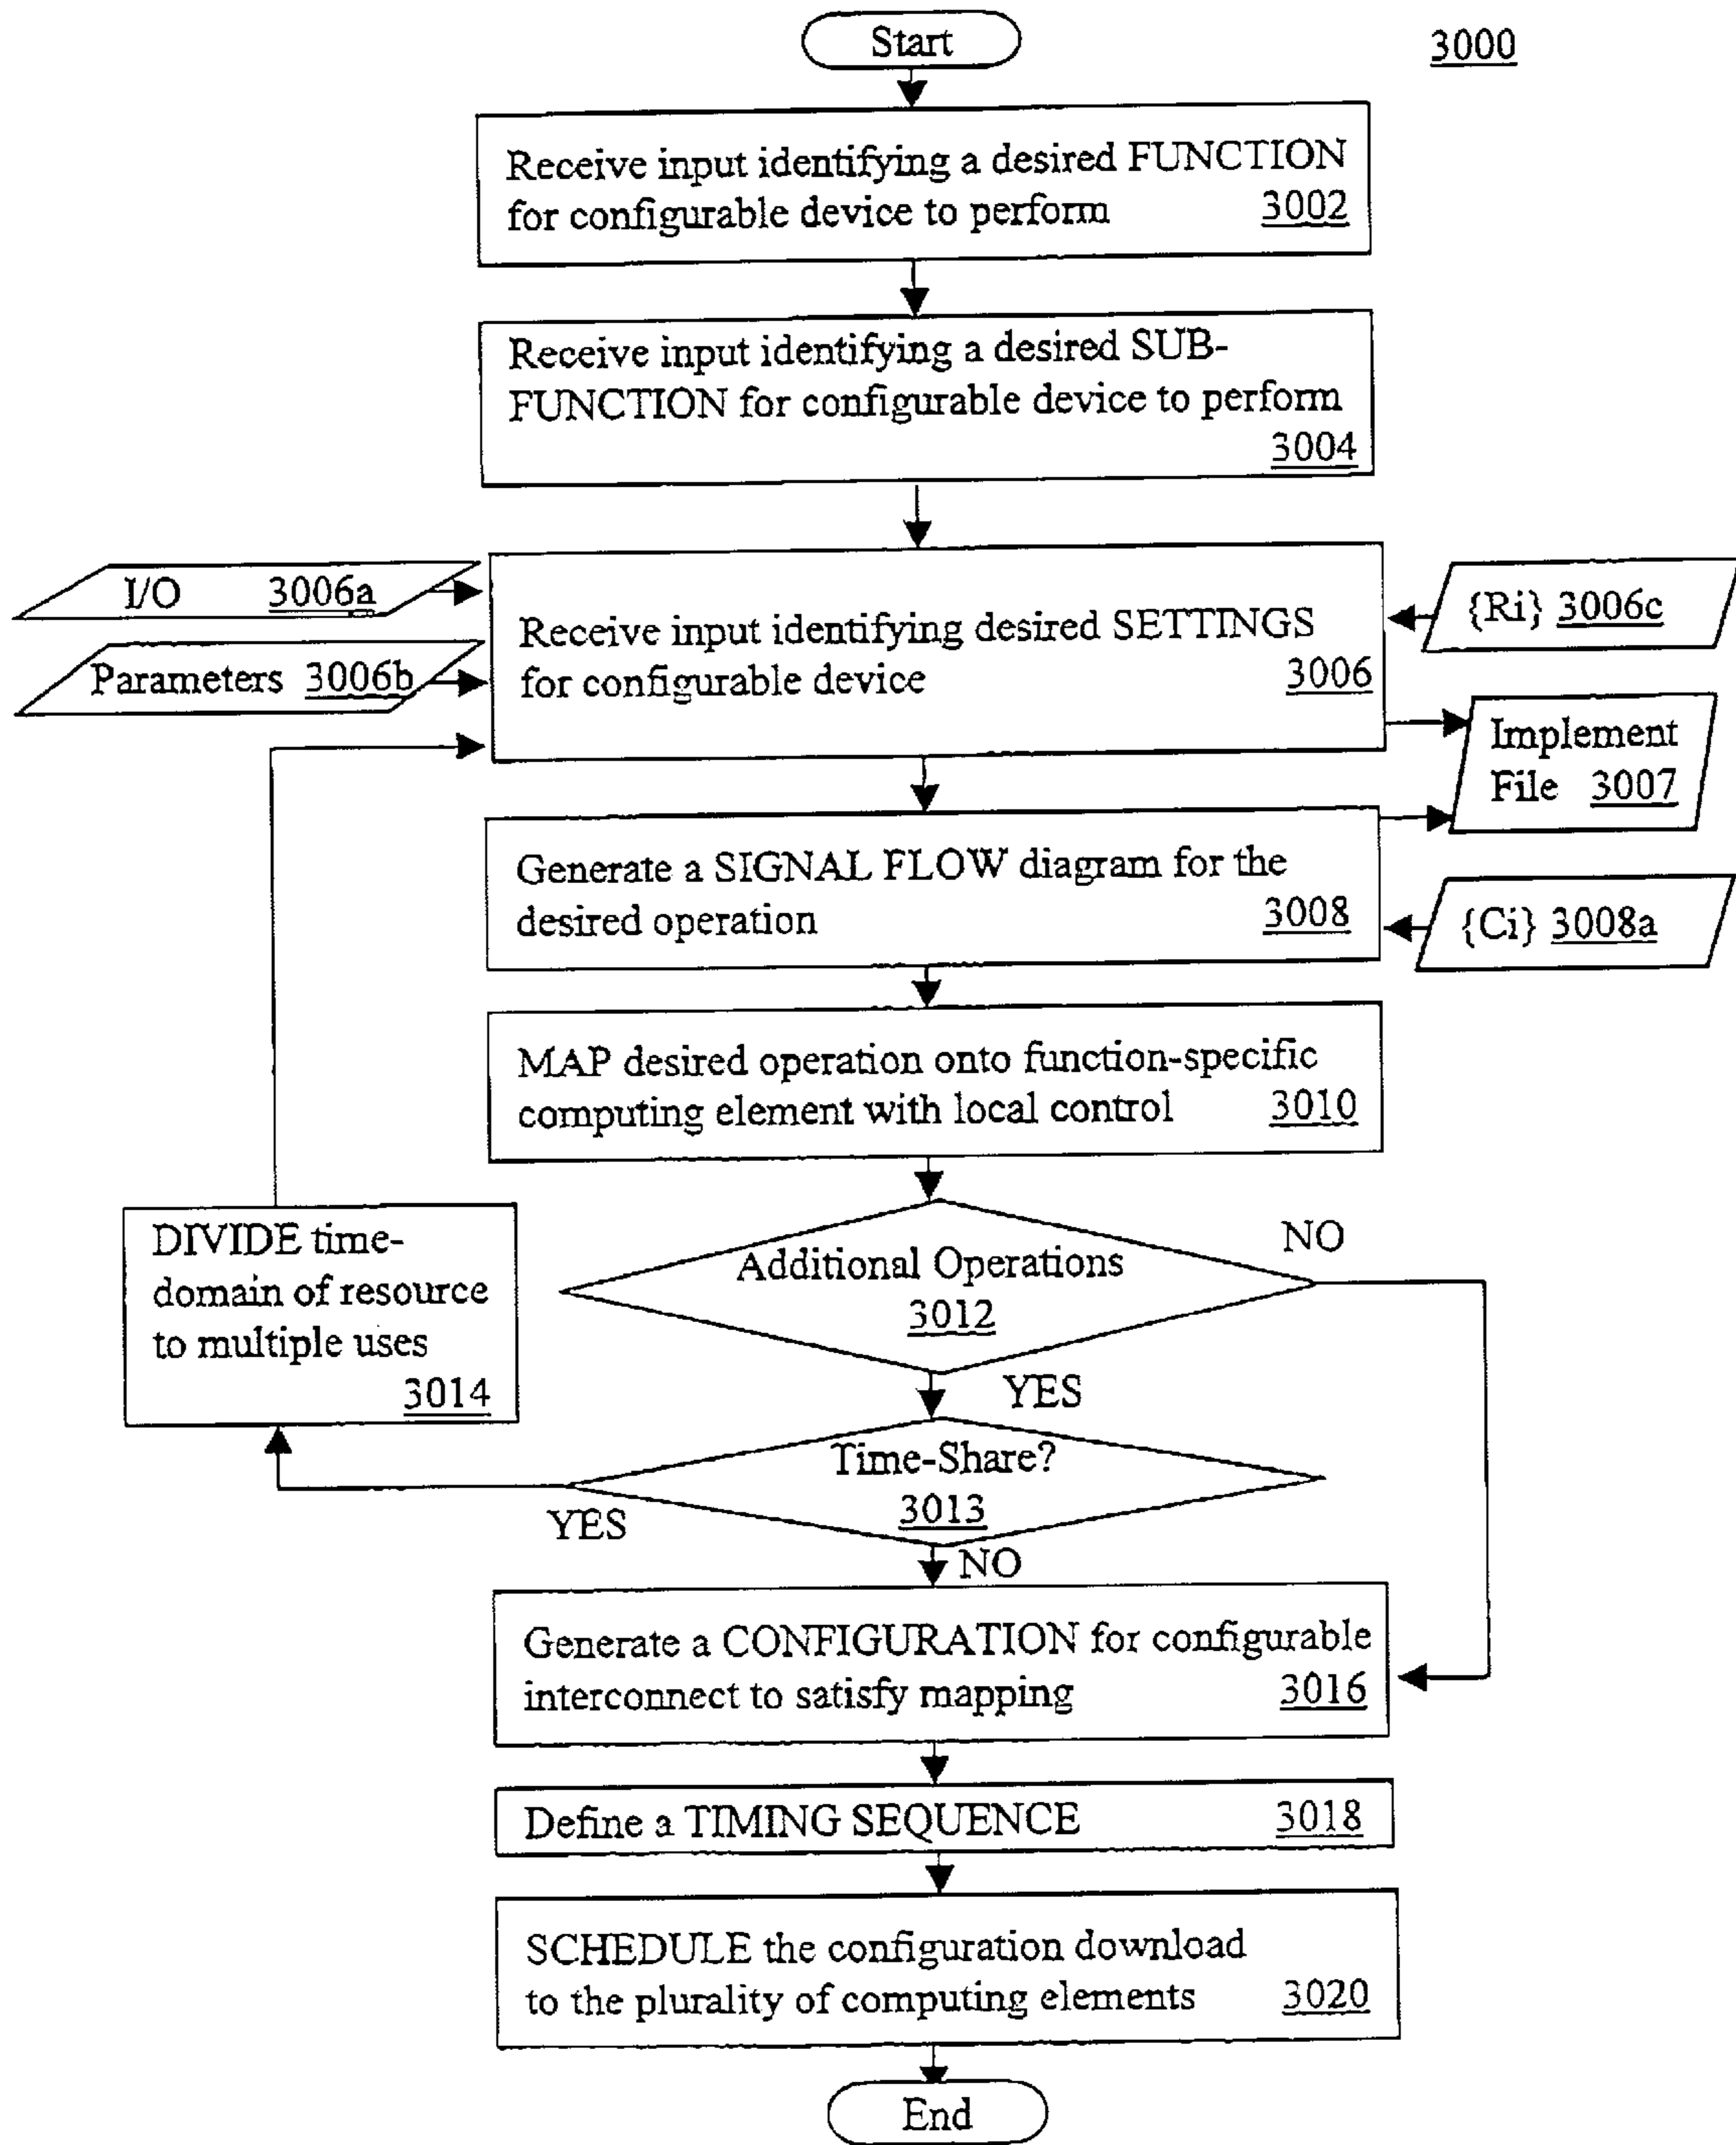 Start
3000
Receive input identifying a desired FUNCTION
for configurable device to perform 3002
Receive input identifying a desired SUB-
FUNCTION for configurable device to perform
3004
I/O 3006a
Parameters 3006b
Receive input identifying desired SETTINGS
for configurable device 3006
{Ri} 3006c
Implement
File 3007
Generate a SIGNAL FLOW diagram for the
desired operation 3008
{Ci} 3008a
MAP desired operation onto function-specific
computing element with local control 3010
DIVIDE time-
domain of resource
to multiple uses
3014
Additional Operations
3012
NO
YES
Time-Share?
3013
YES
NO
Generate a CONFIGURATION for configurable
interconnect to satisfy mapping 3016
Define a TIMING SEQUENCE 3018
SCHEDULE the configuration download
to the plurality of computing elements 3020
End